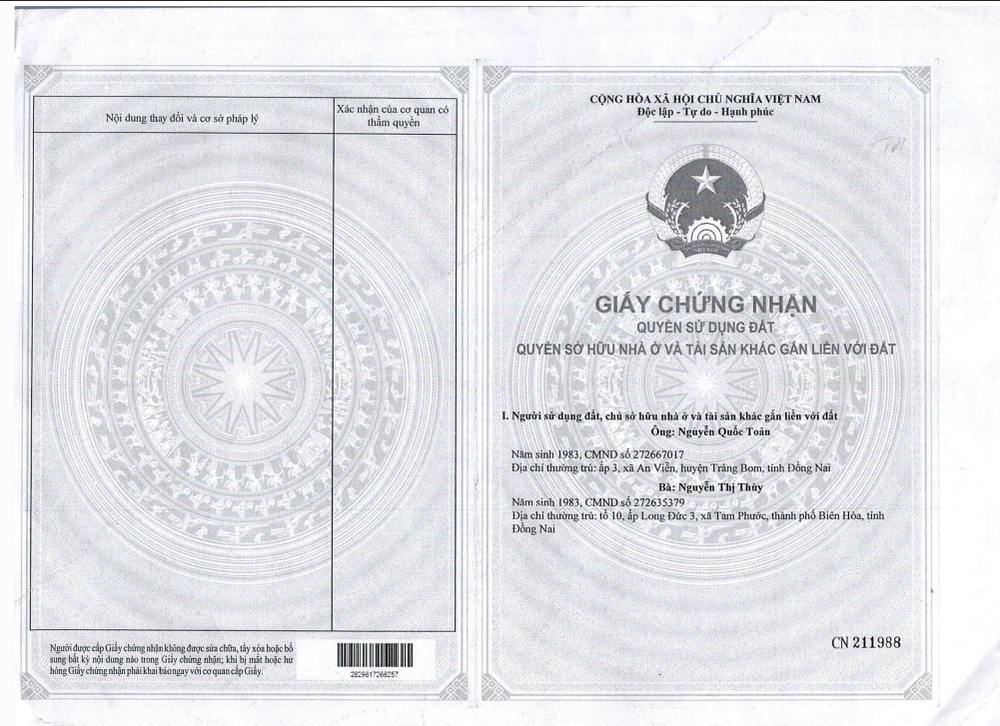 Nội dung thay đổi và cơ sở pháp lý
Xác nhận của cơ quan có
thẩm quyền
Người được cấp Giấy chứng nhận không được sửa chữa, tẩy xóa hoặc bổ
sung bất kỳ nội dung nào trong Giấy chứng nhận; khi bị mất hoặc hư
hỏng Giấy chứng nhận phải khai báo ngay với cơ quan cấp Giấy.
2629617266257
CỘNG HÒA XÃ HỘI CHỦ NGHĨA VIỆT NAM
Độc lập - Tự do - Hạnh phúc
VIỆT NAM
GIẤY CHỨNG NHẬN
QUYỀN SỬ DỤNG ĐẤT
QUYỀN SỞ HỮU NHÀ Ở VÀ TÀI SẢN KHÁC GẮN LIỀN VỚI ĐẤT
I. Người sử dụng đất, chủ sở hữu nhà ở và tài sản khác gắn liền với đất
Ông: Nguyễn Quốc Toản
Năm sinh 1983, CMND số 272667017
Địa chỉ thường trú: ấp 3, xã An Viễn, huyện Trảng Bom, tỉnh Đồng Nai
Bà: Nguyễn Thị Thùy
Năm sinh 1983, CMND số 272635379
Địa chỉ thường trú: tổ 10, ấp Long Đức 3, xã Tam Phước, thành phố Biên Hòa, tỉnh
Đồng Nai
CN 211988